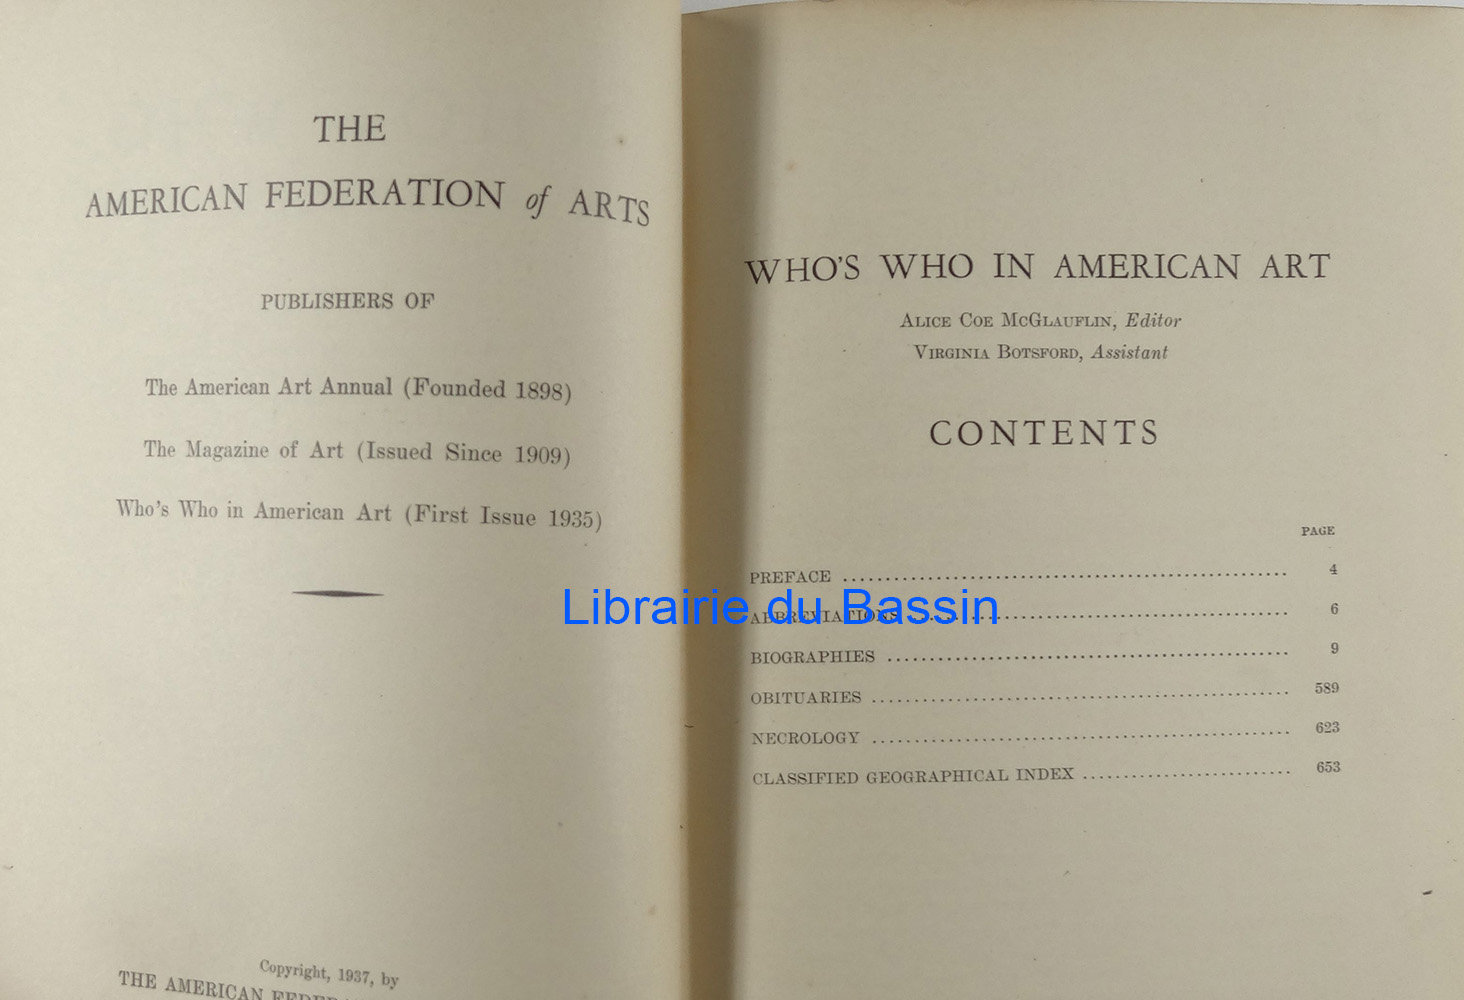 THE
AMERICAN FEDERATION of ARTS
PUBLISHERS OF
The American Art Annual (Founded 1898)
The Magazine of Art (Issued Since 1909)
Who's Who in American Art (First Issue 1935)
Copyright, 1937, by
THE AMERICAN
WHO'S WHO IN AMERICAN ART
ALICE COE MCGLAUFLIN, Editor
VIRGINIA BOTSFORD, Assistant
CONTENTS
PAGE
PREFACE 4
ABBREVIATIONS 6
BIOGRAPHIES 9
OBITUARIES 589
NECROLOGY 623
CLASSIFIED GEOGRAPHICAL INDEX 653
Librairie du Bassin